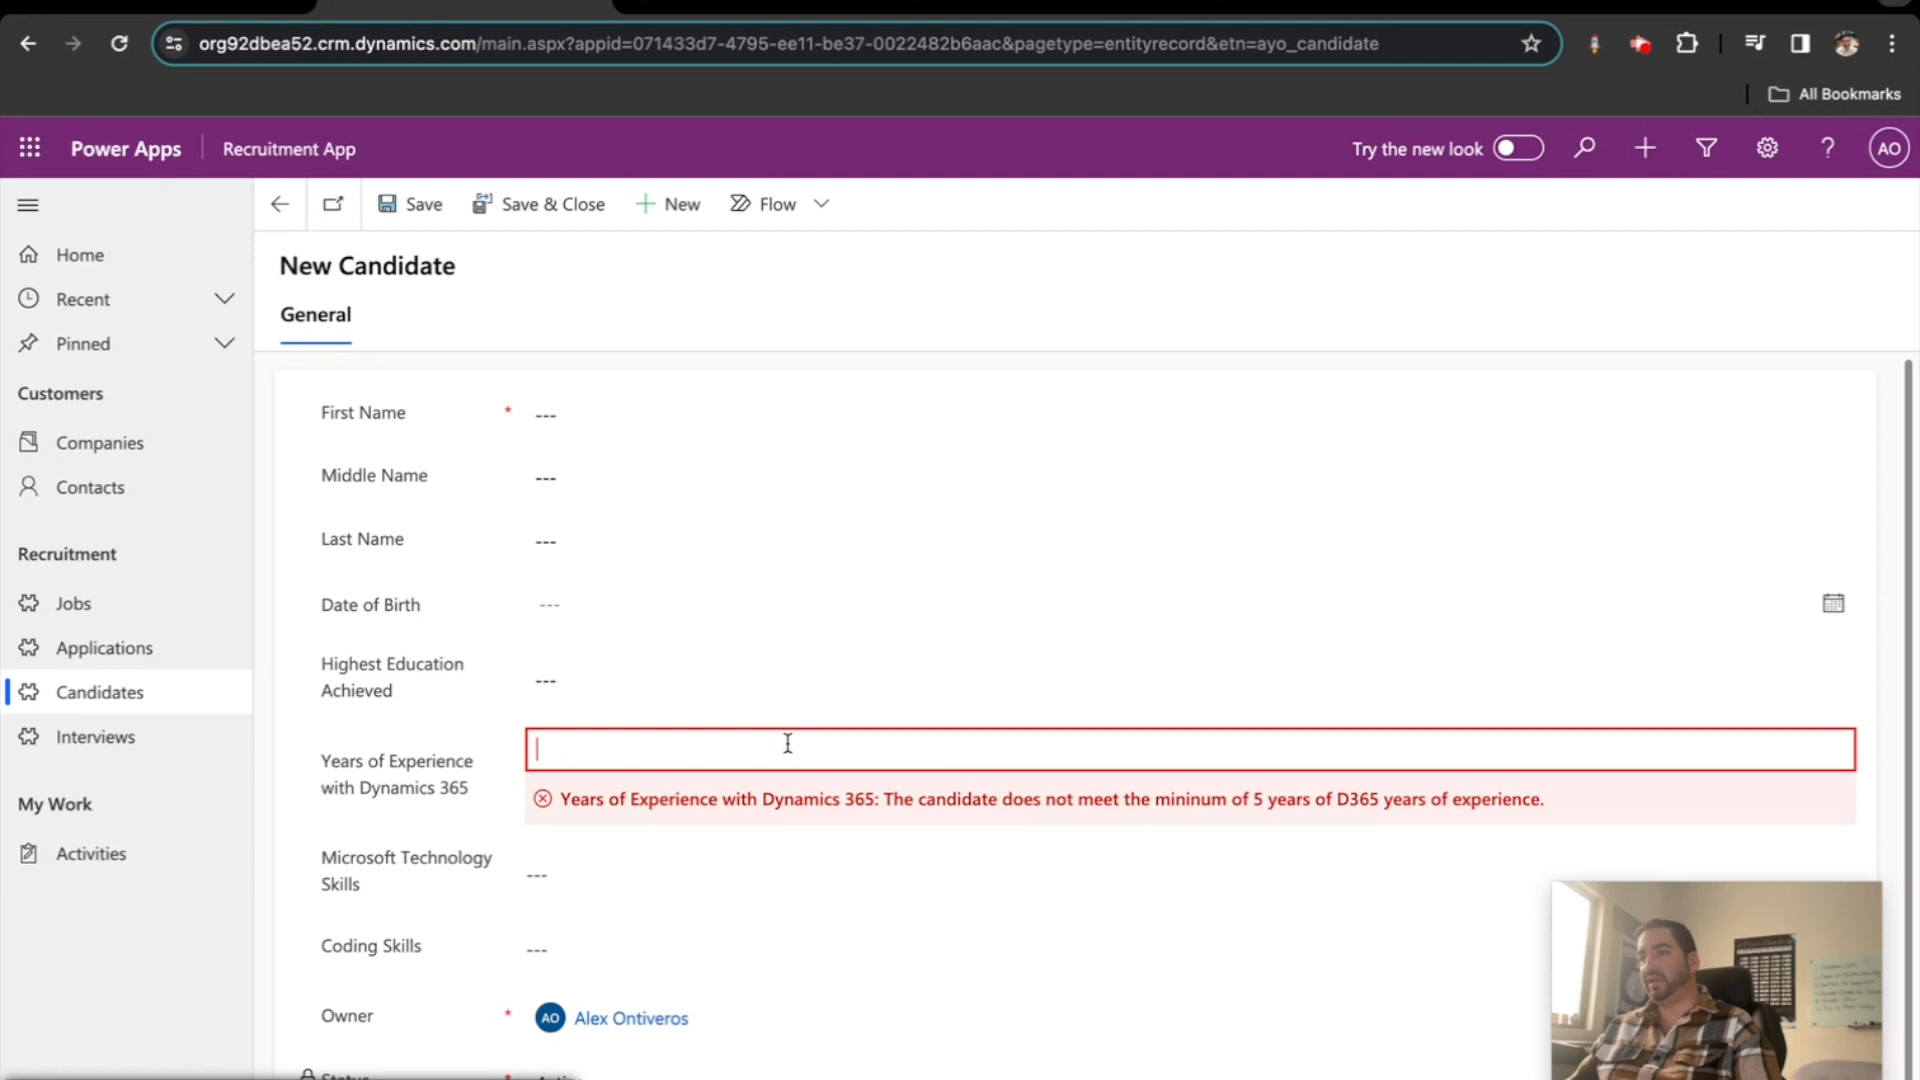 org92dbea52.crm.dynamics.com/main.aspx?appid=071433d7-4795-ee11-be37-0022482b6aac&pagetype=entityrecord&etn=ayo_candidate
All Bookmarks
Power Apps
Recruitment App
Try the new look
AO
Save
Save & Close
New
Flow
Home
Recent
Pinned
Customers
Companies
Contacts
Recruitment
Jobs
Applications
Candidates
Interviews
My Work
Activities
New Candidate
General
First Name * ---
Middle Name ---
Last Name ---
Date of Birth ---
Highest Education
Achieved ---
Years of Experience
with Dynamics 365
Years of Experience with Dynamics 365: The candidate does not meet the mininum of 5 years of D365 years of experience.
Microsoft Technology
Skills ---
Coding Skills ---
Owner * AO Alex Ontiveros